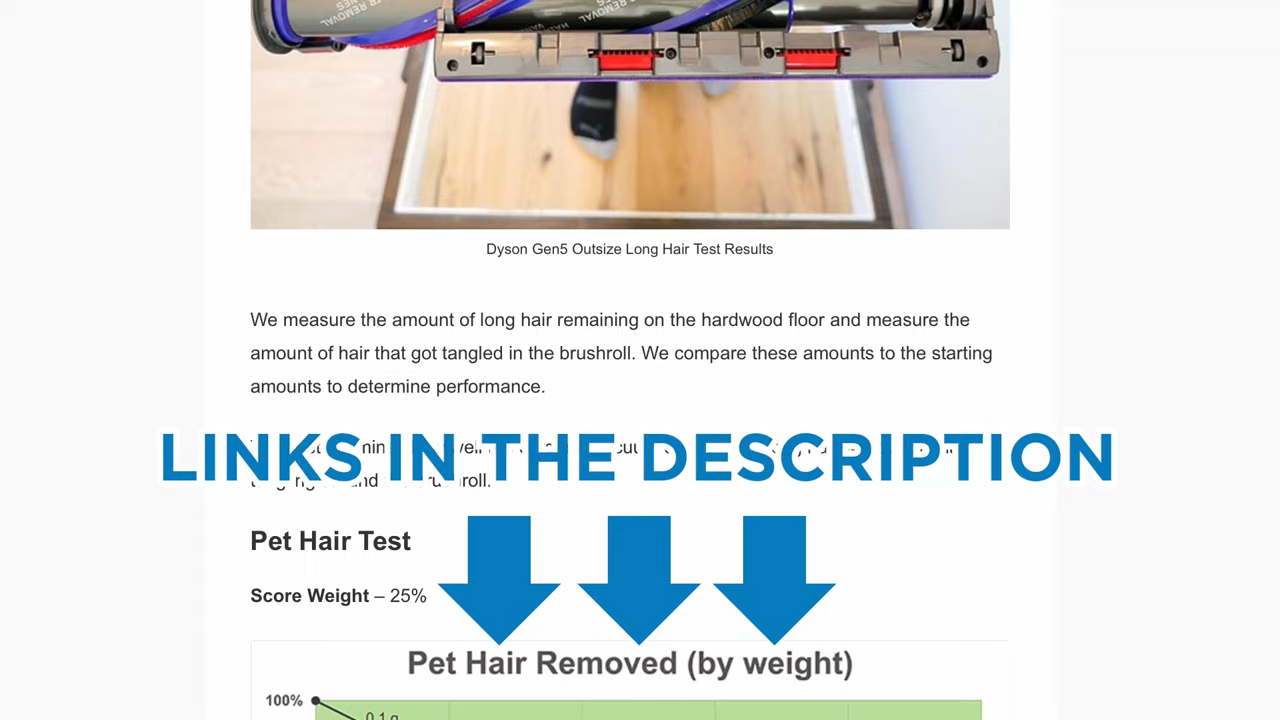 Dyson Gen5 Outsize Long Hair Test Results
We measure the amount of long hair remaining on the hardwood floor and measure the
amount of hair that got tangled in the brushroll. We compare these amounts to the starting
amounts to determine performance.
LINKS IN THE DESCRIPTION
Pet Hair Test
Score Weight – 25%
Pet Hair Removed (by weight)
100%
0.1 g